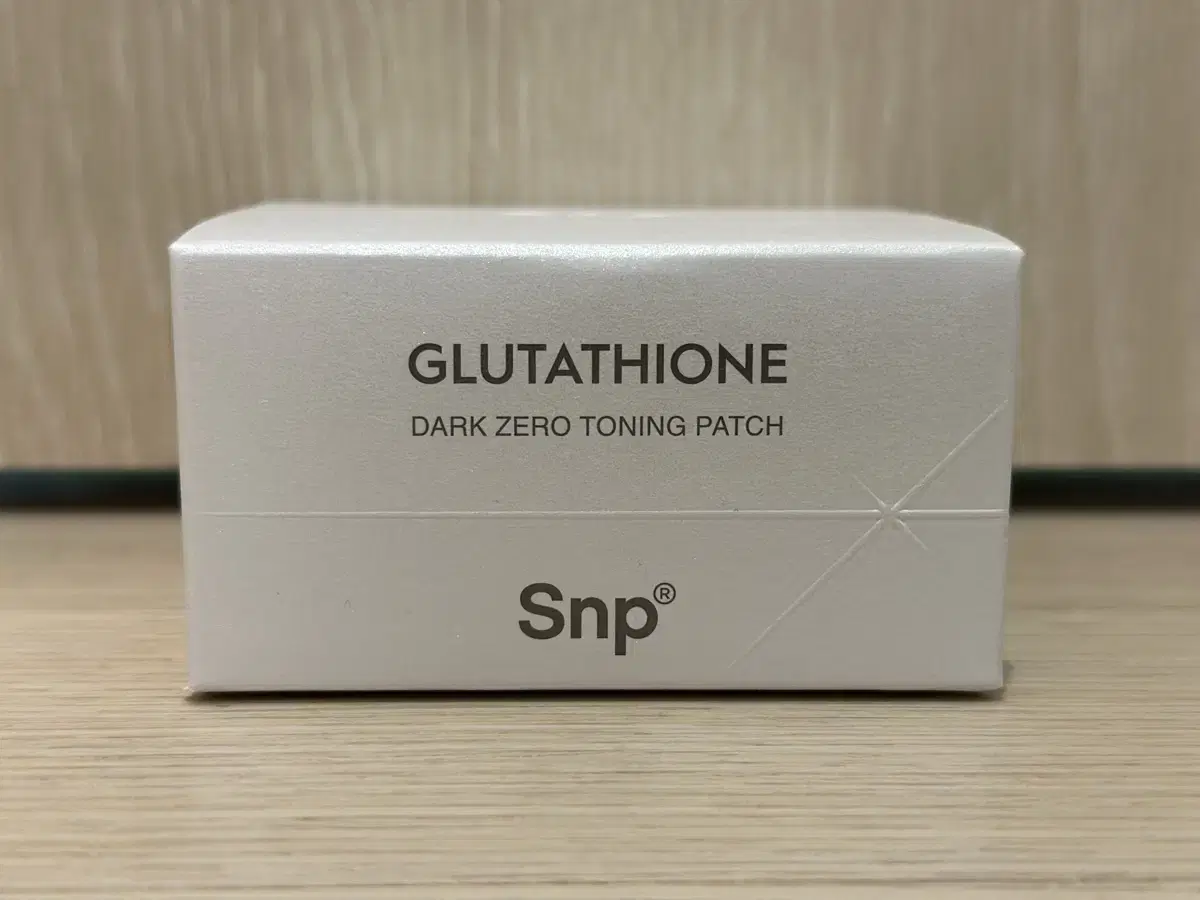 GLUTATHIONE
DARK ZERO TONING PATCH
Snp®